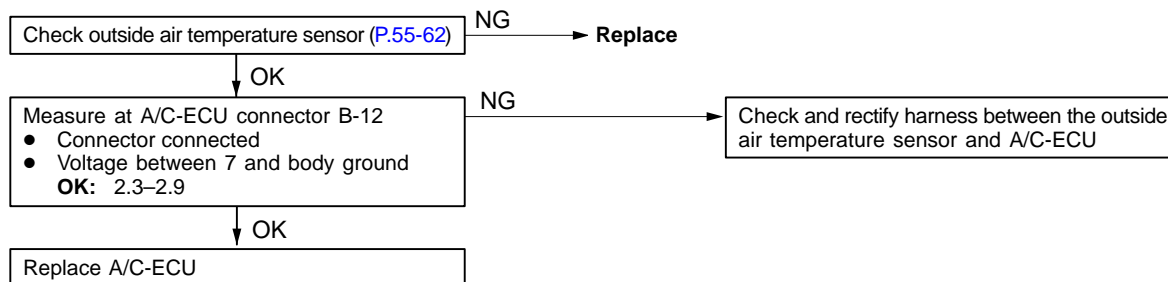 Check outside air temperature sensor (P.55-62)
NG
Replace
OK
Measure at A/C-ECU connector B-12
● Connector connected
● Voltage between 7 and body ground
OK: 2.3–2.9
NG
Check and rectify harness between the outside
air temperature sensor and A/C-ECU
OK
Replace A/C-ECU